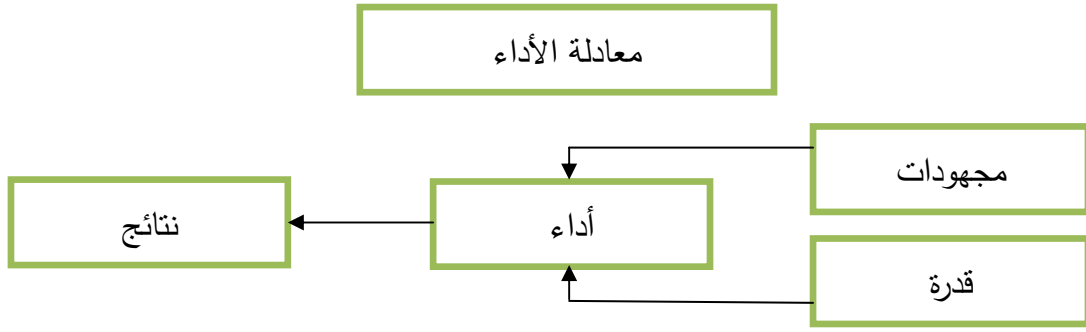 معادلة الأداء
مجهودات
أداء
نتائج
قدرة